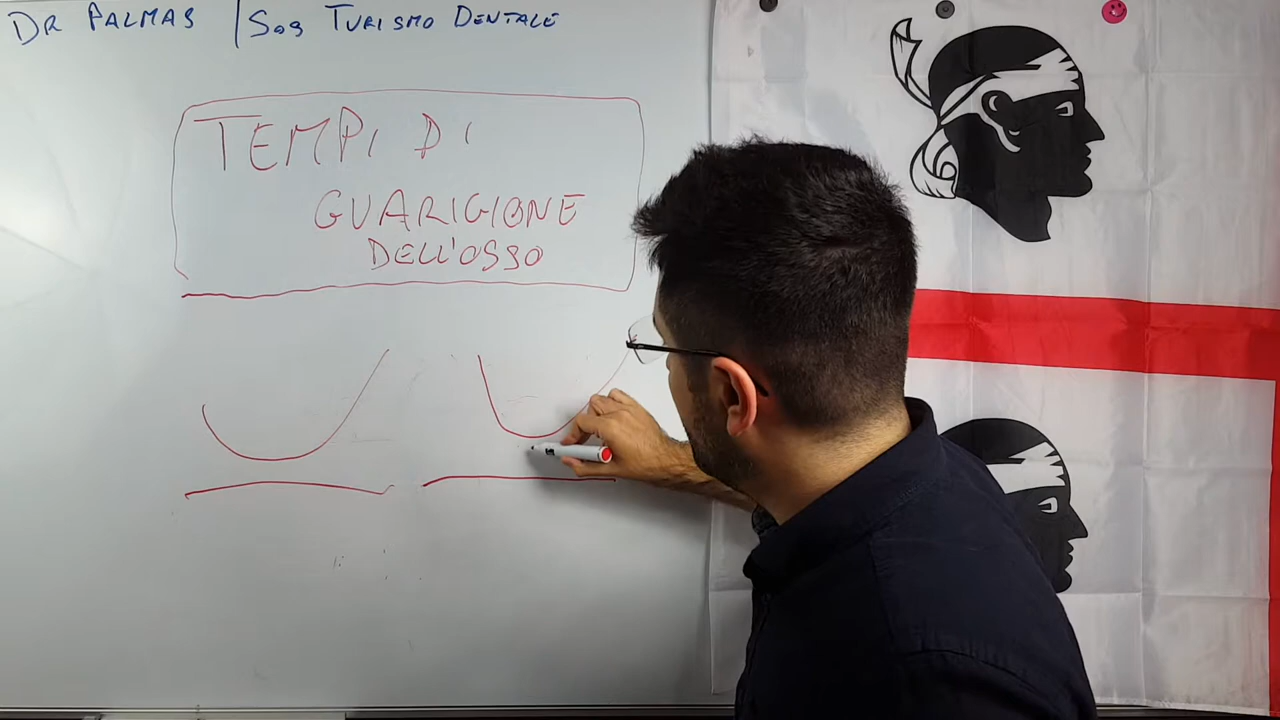 DR PALMAS | SOS TURISMO DENTALE
TEMPI DI
GUARIGIONE
DELL'OSSO